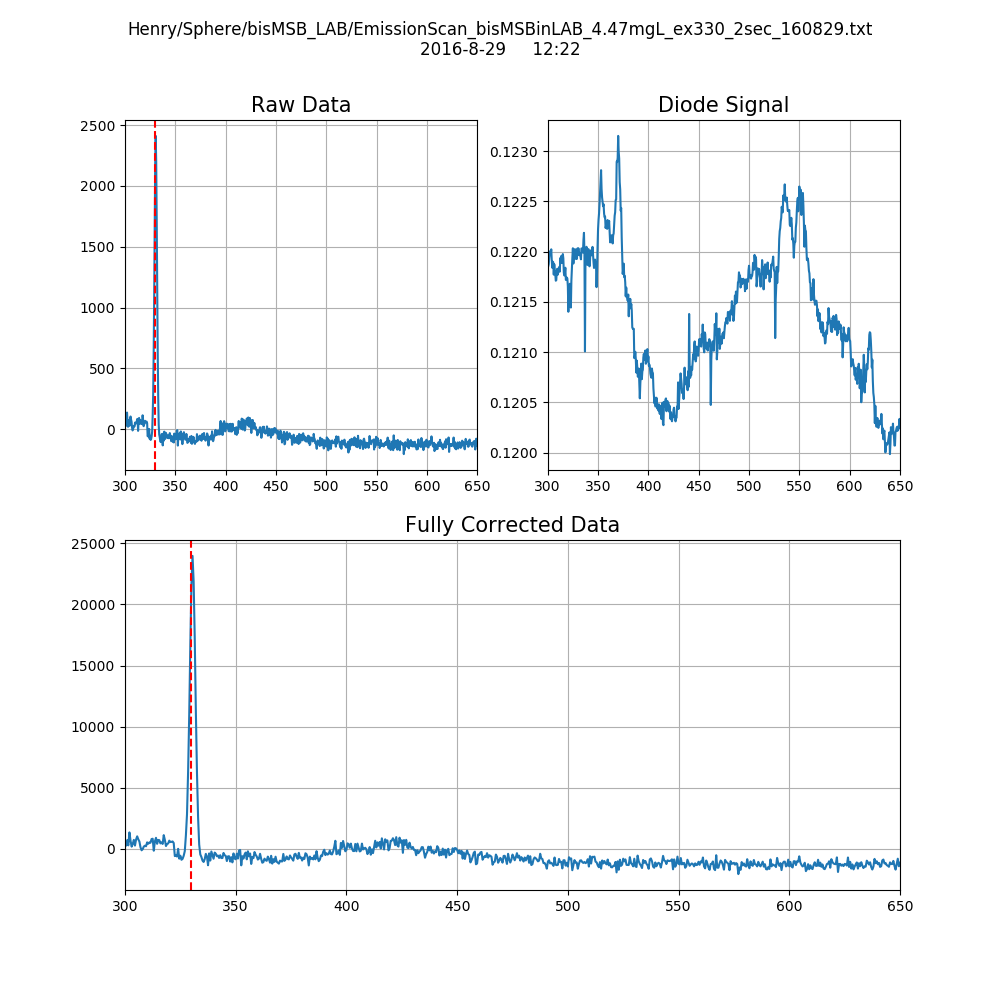 Henry/Sphere/bisMSB_LAB/EmissionScan_bisMSBinLAB_4.47mgL_ex330_2sec_160829.txt
2016-8-29 12:22
Raw Data
2500
2000
1500
1000
500
0
300 350 400 450 500 550 600 650
Diode Signal
0.1230
0.1225
0.1220
0.1215
0.1210
0.1205
0.1200
300 350 400 450 500 550 600 650
Fully Corrected Data
25000
20000
15000
10000
5000
0
300 350 400 450 500 550 600 650